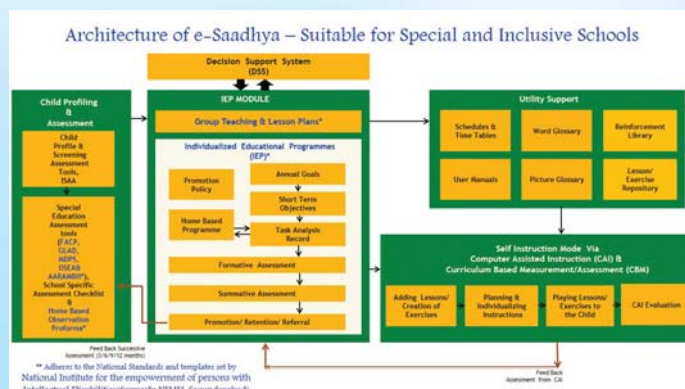 Architecture of e-Saadhya – Suitable for Special and Inclusive Schools
Decision Support System
(DSS)
Child Profiling
&
Assessment
Child
Profile &
Screening
Assessment
Tools,
ISAA
Special
Education
Assessment
tools
(FACP,
GLAD,
MDPS,
DSEA&
AARAMBH*),
School Specific
Assessment Checklist
&
Home Based
Observation
Proforma*
IEP MODULE
Group Teaching & Lesson Plans*
Individualized Educational Programmes
(IEP)*
Promotion
Policy
Annual Goals
Short Term
Objectives
Home Based
Programme
Task Analysis
Record
Formative Assessment
Summative Assessment
Promotion/ Retention/ Referral
Utility Support
Schedules &
Time Tables
Word Glossary
Reinforcement
Library
User Manuals
Picture Glossary
Lesson/
Exercise
Repository
Self Instruction Mode Via
Computer Assisted Instruction (CAI) &
Curriculum Based Measurement/Assessment (CBM)
Adding Lessons/
Creation of
Exercises
Planning &
Individualizing
Instructions
Playing Lessons/
Exercises to
the Child
CAI Evaluation
Feed Back Successive
Assessment (3/6/9/12 months)
Feed Back
Assessment from CAI
** Adheres to the National Standards and templates set by
National Institute for the empowerment of persons with